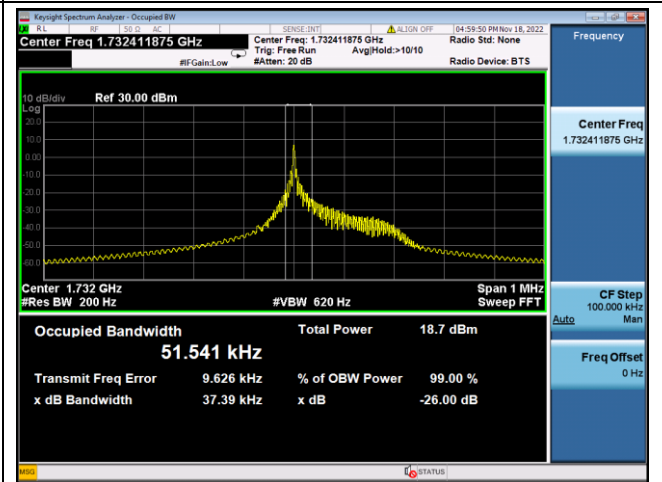 Keysight Spectrum Analyzer - Occupied BW
RL RF 50 Ω AC SENSE:INT ALIGN OFF 04:59:50 PM Nov 18, 2022
Center Freq 1.732411875 GHz
Center Freq: 1.732411875 GHz Radio Std: None
Trig: Free Run Avg|Hold:>10/10
#IFGain:Low #Atten: 20 dB Radio Device: BTS
10 dB/div Ref 30.00 dBm
Log
20.0
10.0
0.00
-10.0
-20.0
-30.0
-40.0
-50.0
-60.0
Center 1.732 GHz Span 1 MHz
#Res BW 200 Hz #VBW 620 Hz Sweep FFT
Occupied Bandwidth Total Power 18.7 dBm
51.541 kHz
Transmit Freq Error 9.626 kHz % of OBW Power 99.00 %
x dB Bandwidth 37.39 kHz x dB -26.00 dB
MSG STATUS
Frequency
Center Freq
1.732411875 GHz
CF Step
100.000 kHz
Auto Man
Freq Offset
0 Hz